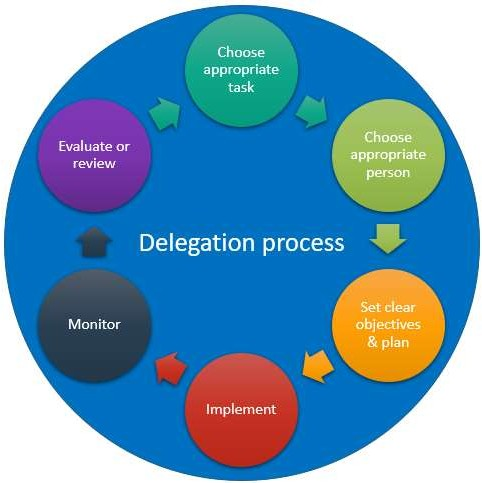 Choose
appropriate
task
Choose
appropriate
person
Set clear
objectives
& plan
Implement
Monitor
Evaluate or
review
Delegation process